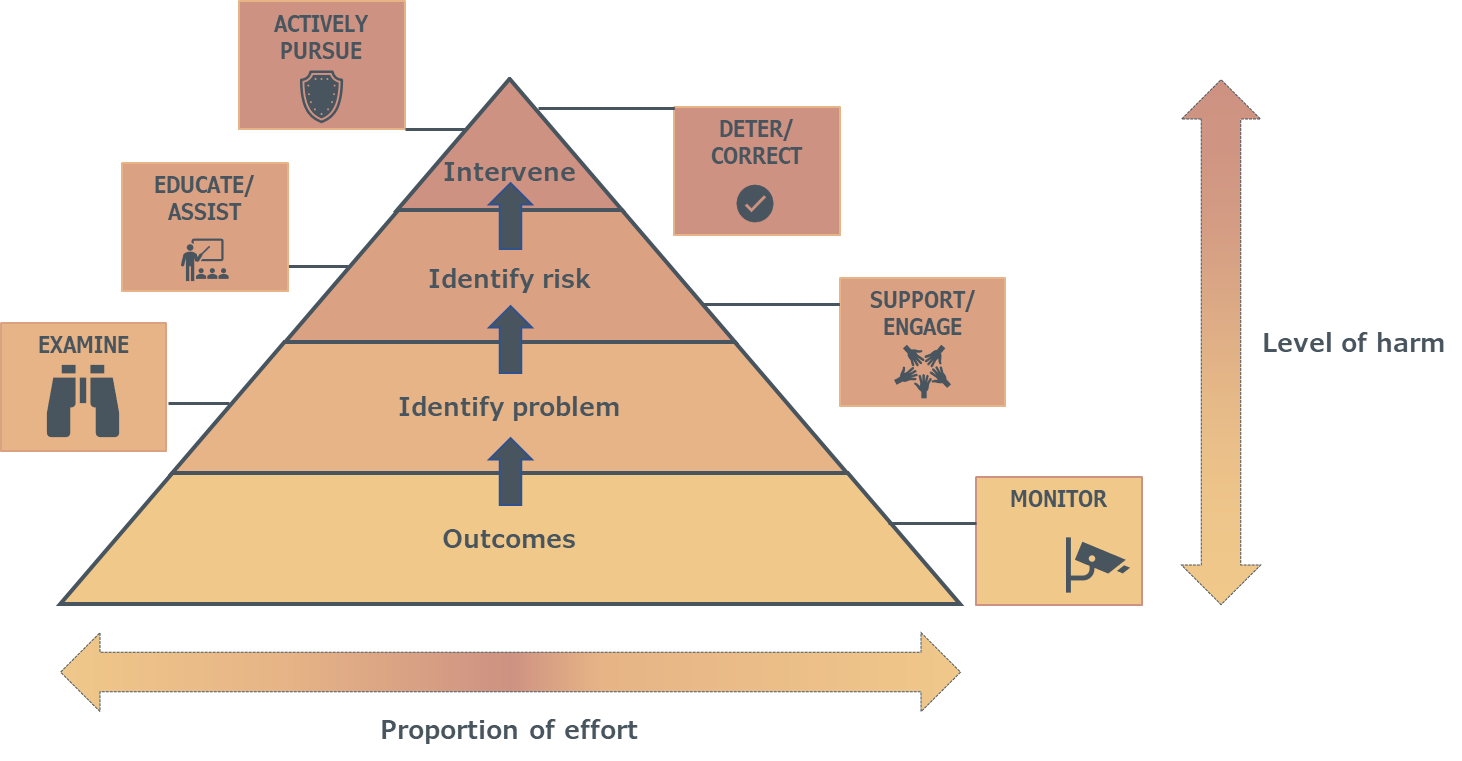 ACTIVELY
PURSUE
DETER/
CORRECT
Intervene
EDUCATE/
ASSIST
Identify risk
SUPPORT/
ENGAGE
EXAMINE
Level of harm
Identify problem
MONITOR
Outcomes
Proportion of effort